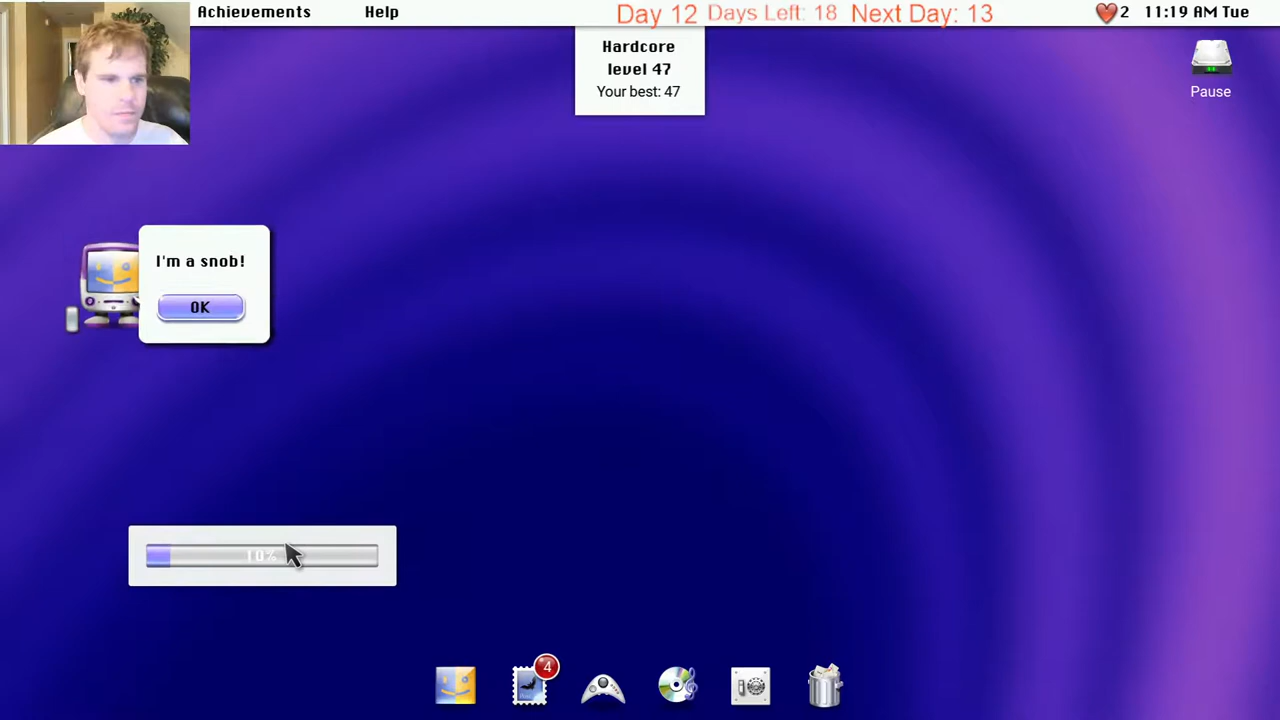 Achievements Help Day 12 Days Left: 18 Next Day: 13 2 11:19 AM Tue
Hardcore
level 47
Your best: 47
Pause
I'm a snob!
OK
10%
4